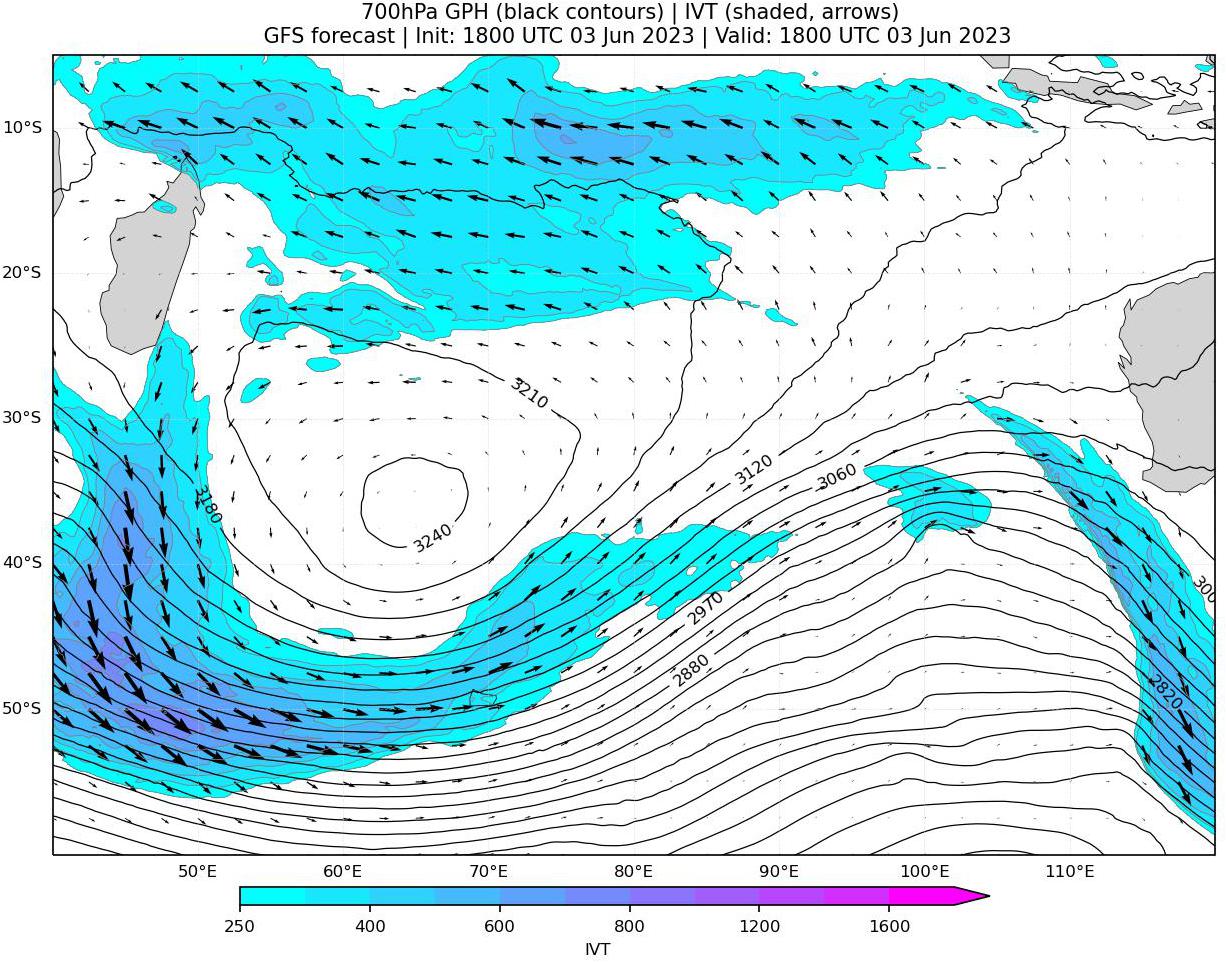 700hPa GPH (black contours) | IVT (shaded, arrows)
GFS forecast | Init: 1800 UTC 03 Jun 2023 | Valid: 1800 UTC 03 Jun 2023
10°S
20°S
30°S
40°S
50°S
3210
3240
3180
3120
3060
2970
2880
300
2820
50°E 60°E 70°E 80°E 90°E 100°E 110°E
250 400 600 800 1200 1600
IVT